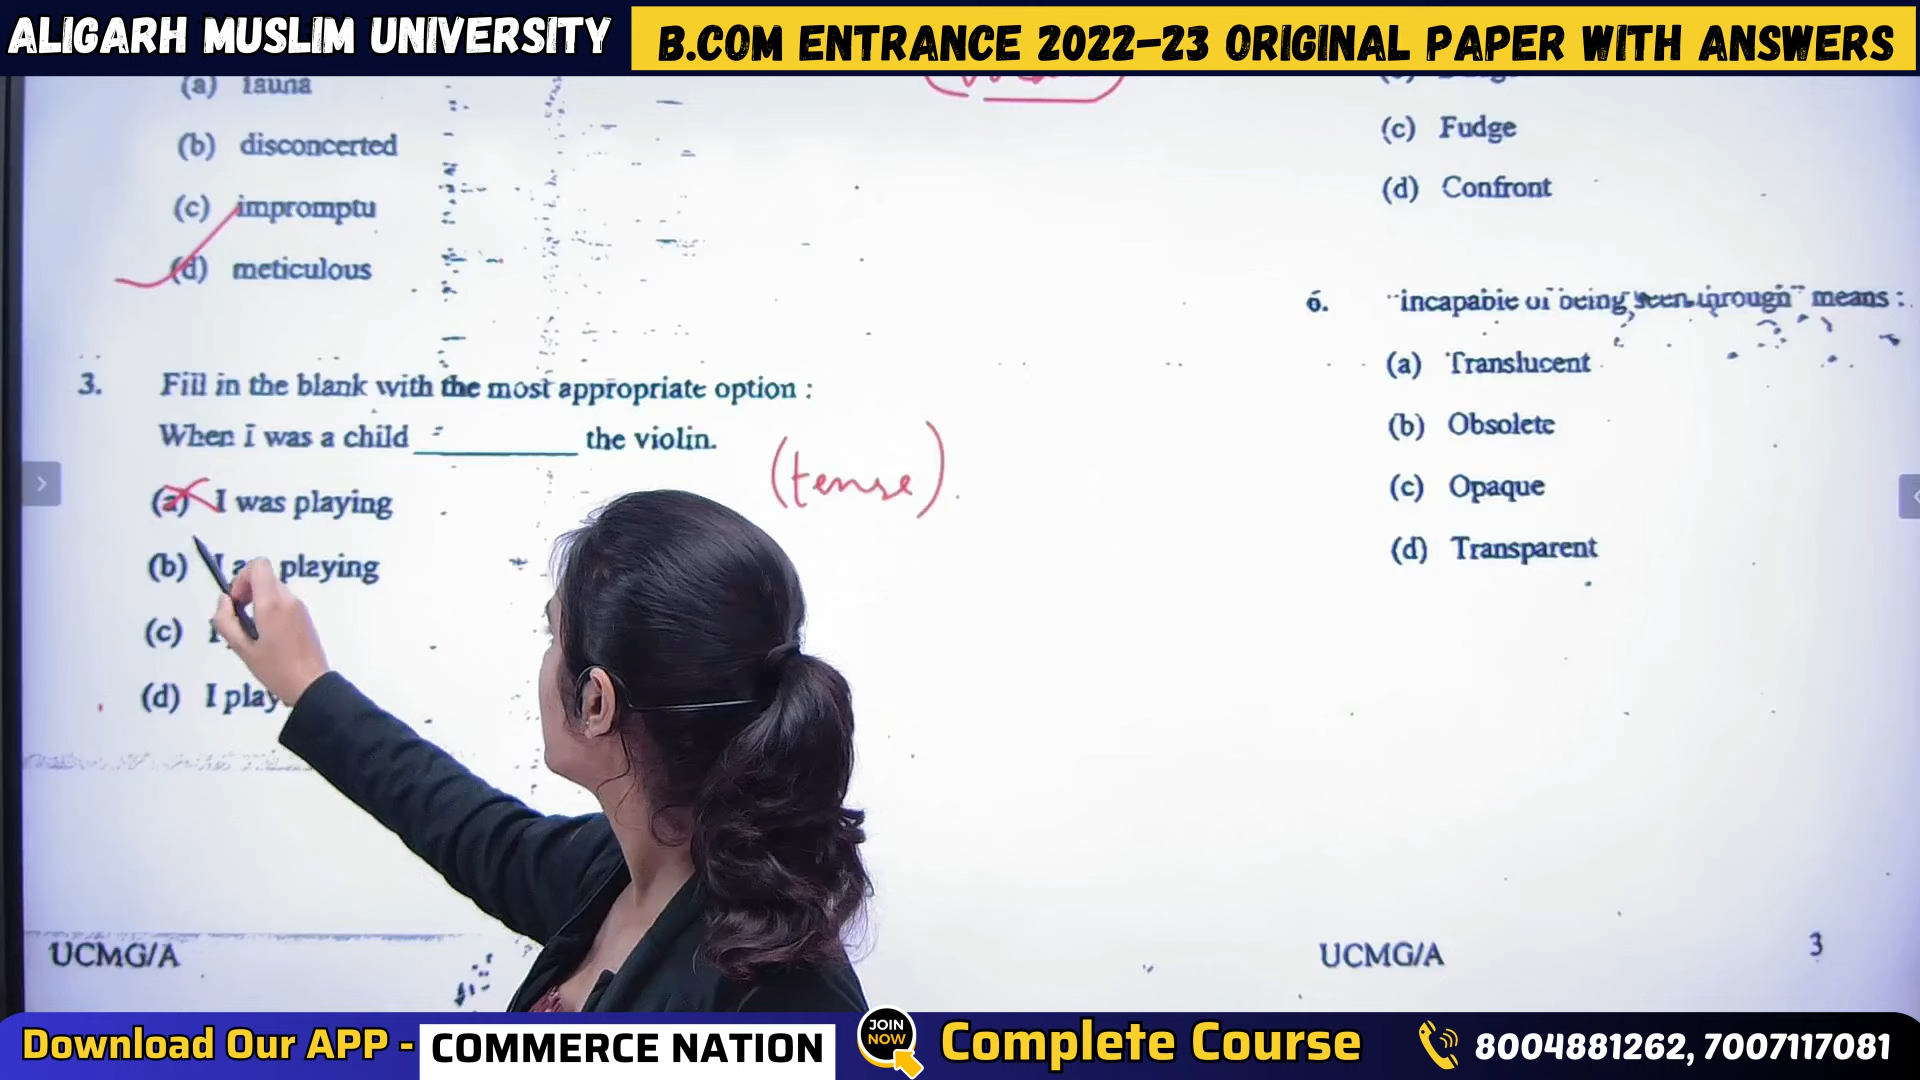 ALIGARH MUSLIM UNIVERSITY
B.COM ENTRANCE 2022-23 ORIGINAL PAPER WITH ANSWERS
(a) fauna
(b) disconcerted
(c) impromptu
(d) meticulous
3. Fill in the blank with the most appropriate option :
When I was a child ____________ the violin.
(tense)
(a) I was playing
(b) I am playing
(c) I
(d) I play
UCMG/A
(c) Fudge
(d) Confront
6. "incapable of being seen through" means :
(a) Translucent
(b) Obsolete
(c) Opaque
(d) Transparent
UCMG/A
3
Download Our APP - COMMERCE NATION
JOIN NOW
Complete Course
8004881262, 7007117081